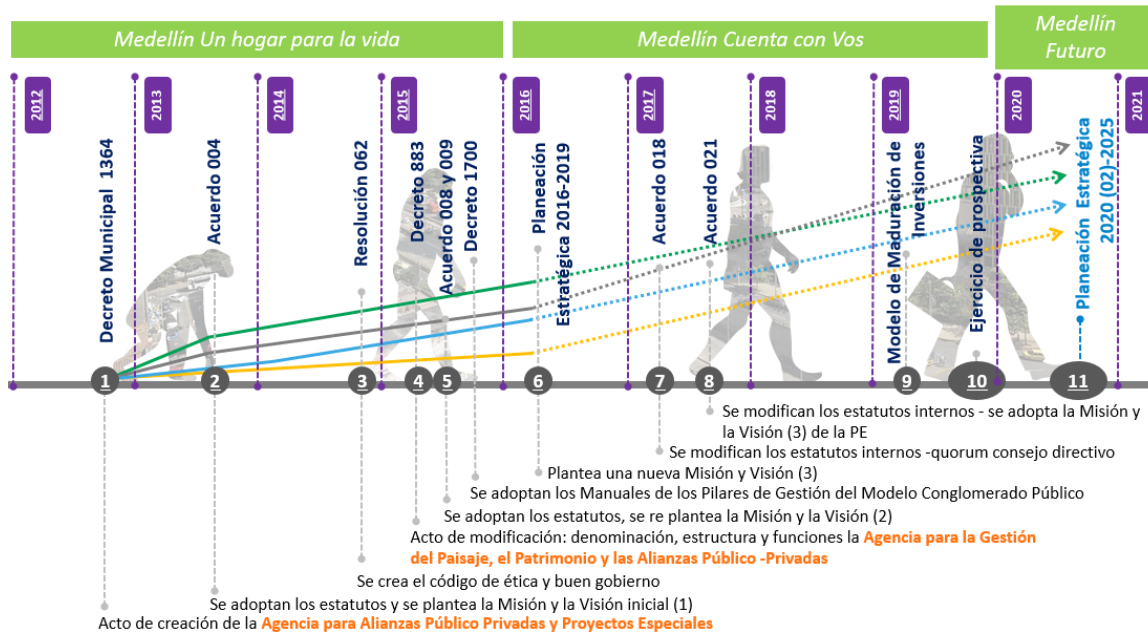 Medellín Un hogar para la vida
Medellín Cuenta con Vos
Medellín
Futuro
2012
2013
2014
2015
2016
2017
2018
2019
2020
2021
Decreto Municipal 1364
Acuerdo 004
Resolución 062
Decreto 883
Acuerdo 008 y 009
Decreto 1700
Planeación
Estratégica 2016-2019
Acuerdo 018
Acuerdo 021
Modelo de Maduración de
Inversiones
Ejercicio de prospectiva
Planeación Estratégica
2020 (02)-2025
1
2
3
4
5
6
7
8
9
10
11
Se modifican los estatutos internos - se adopta la Misión y
la Visión (3) de la PE
Se modifican los estatutos internos -quorum consejo directivo
Plantea una nueva Misión y Visión (3)
Se adoptan los Manuales de los Pilares de Gestión del Modelo Conglomerado Público
Se adoptan los estatutos, se re plantea la Misión y la Visión (2)
Acto de modificación: denominación, estructura y funciones la Agencia para la Gestión
del Paisaje, el Patrimonio y las Alianzas Público -Privadas
Se crea el código de ética y buen gobierno
Se adoptan los estatutos y se plantea la Misión y la Visión inicial (1)
Acto de creación de la Agencia para Alianzas Público Privadas y Proyectos Especiales